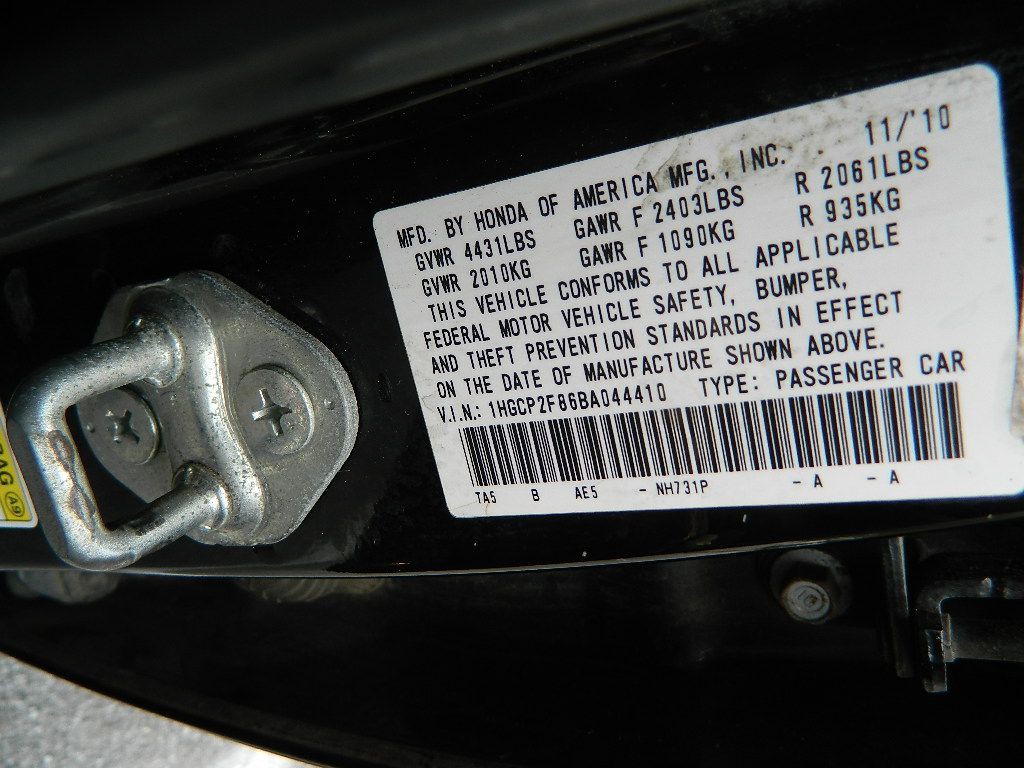 11/'10
MFD. BY HONDA OF AMERICA MFG., INC.
GVWR 4431LBS GAWR F 2403LBS R 2061LBS
GVWR 2010KG GAWR F 1090KG R 935KG
THIS VEHICLE CONFORMS TO ALL APPLICABLE
FEDERAL MOTOR VEHICLE SAFETY, BUMPER,
AND THEFT PREVENTION STANDARDS IN EFFECT
ON THE DATE OF MANUFACTURE SHOWN ABOVE.
V.I.N.: 1HGCP2F86BA044410 TYPE: PASSENGER CAR
TA5 B AE5 - NH731P - A - A
BAG A9